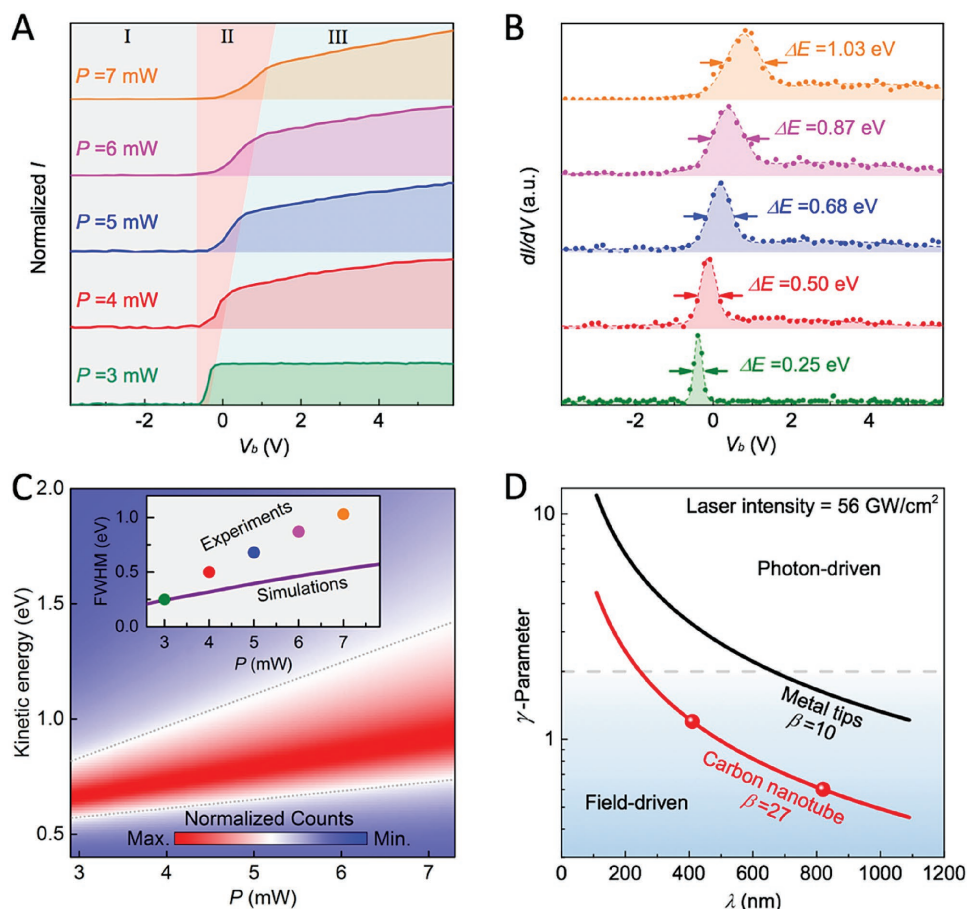 A
I II III
P =7 mW
P =6 mW
P =5 mW
P =4 mW
P =3 mW
Normalized I
-2 0 2 4
V_b (V)
B
ΔE =1.03 eV
ΔE =0.87 eV
ΔE =0.68 eV
ΔE =0.50 eV
ΔE =0.25 eV
dI/dV (a.u.)
-2 0 2 4
V_b (V)
C
2.0
1.5
1.0
0.5
Kinetic energy (eV)
1.0
0.5
0.0
FWHM (eV)
Experiments
Simulations
3 4 5 6 7
P (mW)
Normalized Counts
Max. Min.
3 4 5 6 7
P (mW)
D
10
1
γ-Parameter
Laser intensity = 56 GW/cm²
Photon-driven
Metal tips
β=10
Carbon nanotube
β=27
Field-driven
0 200 400 600 800 1000 1200
λ (nm)